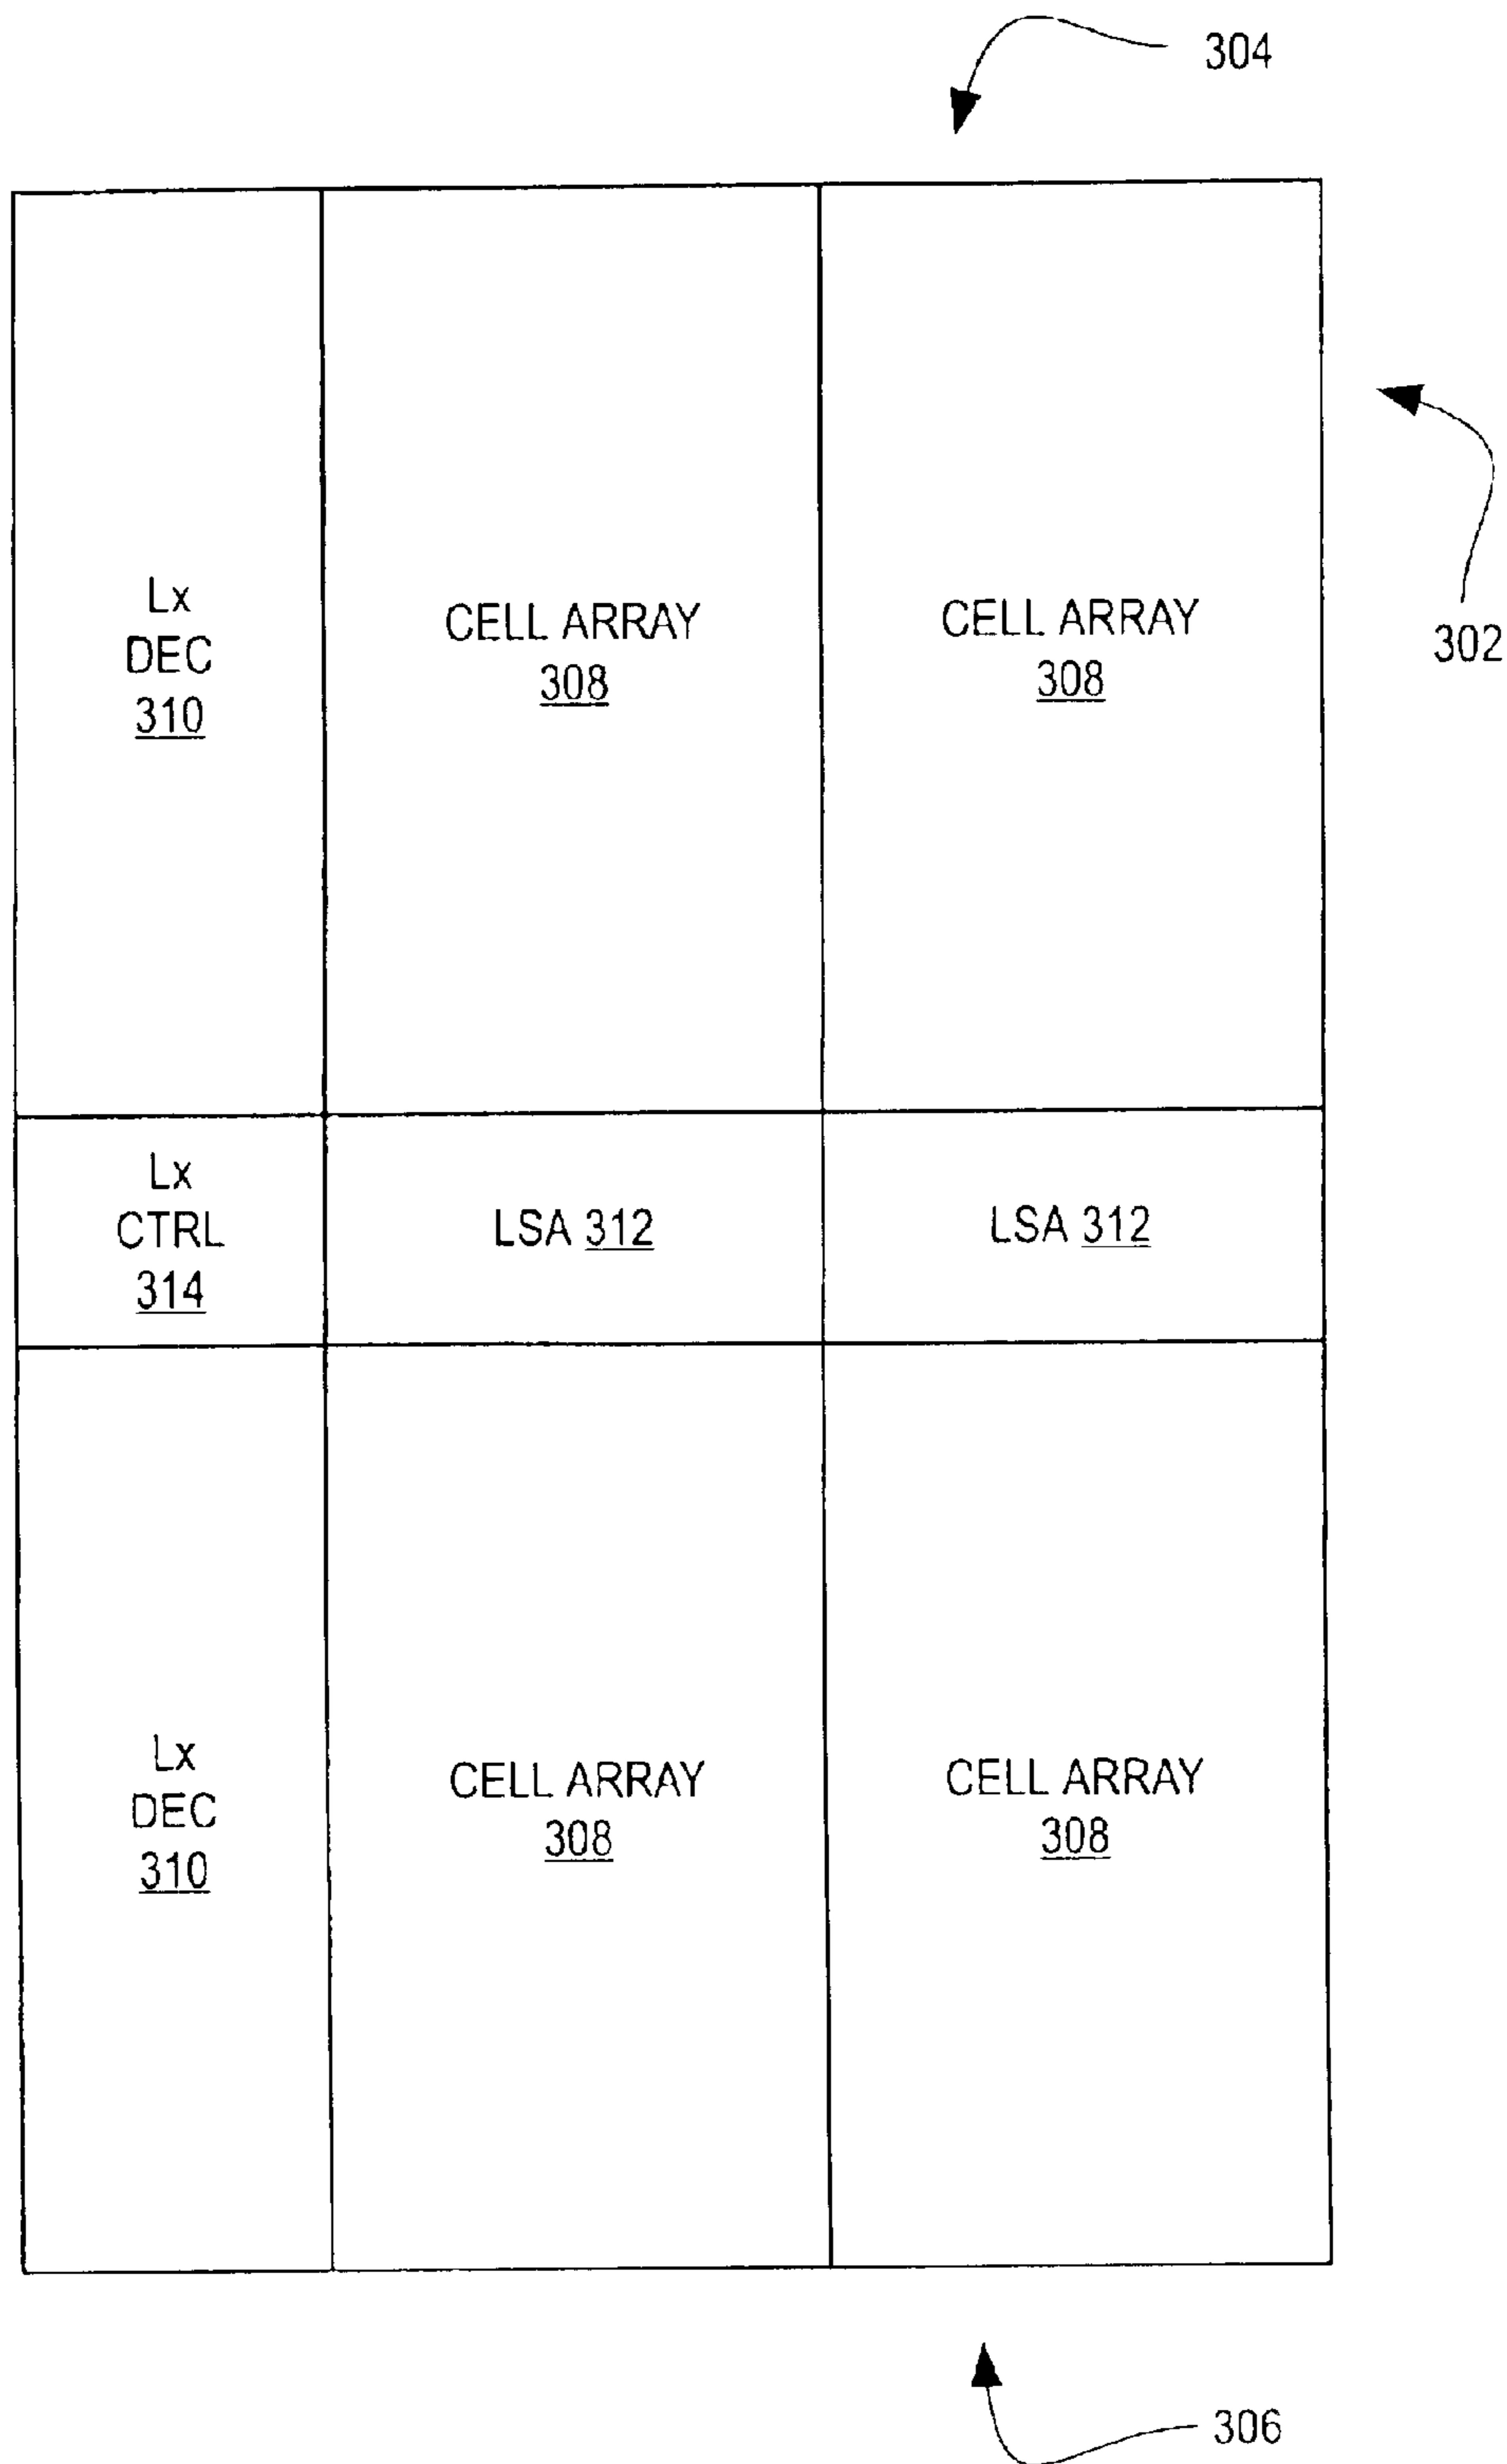 304
302
Lx
DEC
310
CELL ARRAY
308
CELL ARRAY
308
Lx
CTRL
314
LSA 312
LSA 312
Lx
DEC
310
CELL ARRAY
308
CELL ARRAY
308
306